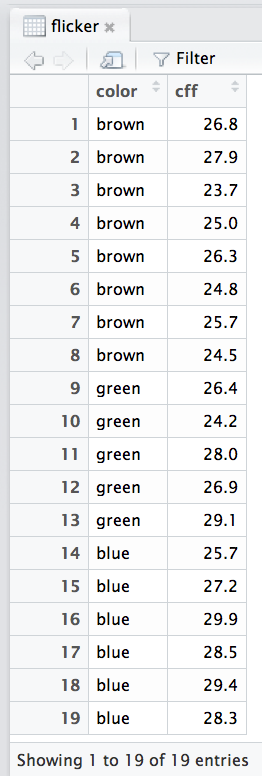 flicker
Filter
color cff
1 brown 26.8
2 brown 27.9
3 brown 23.7
4 brown 25.0
5 brown 26.3
6 brown 24.8
7 brown 25.7
8 brown 24.5
9 green 26.4
10 green 24.2
11 green 28.0
12 green 26.9
13 green 29.1
14 blue 25.7
15 blue 27.2
16 blue 29.9
17 blue 28.5
18 blue 29.4
19 blue 28.3
Showing 1 to 19 of 19 entries